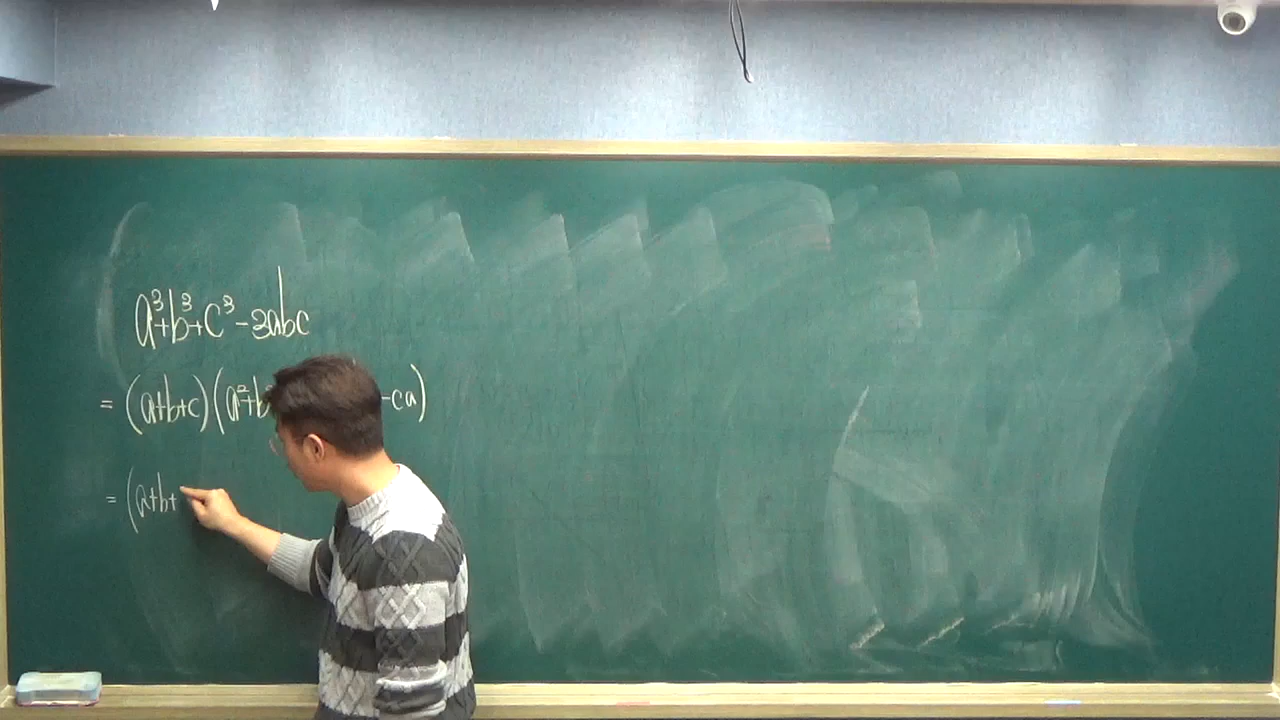 a³+b³+c³-3abc
= (a+b+c)(a²+b -ca)
= (a+b+